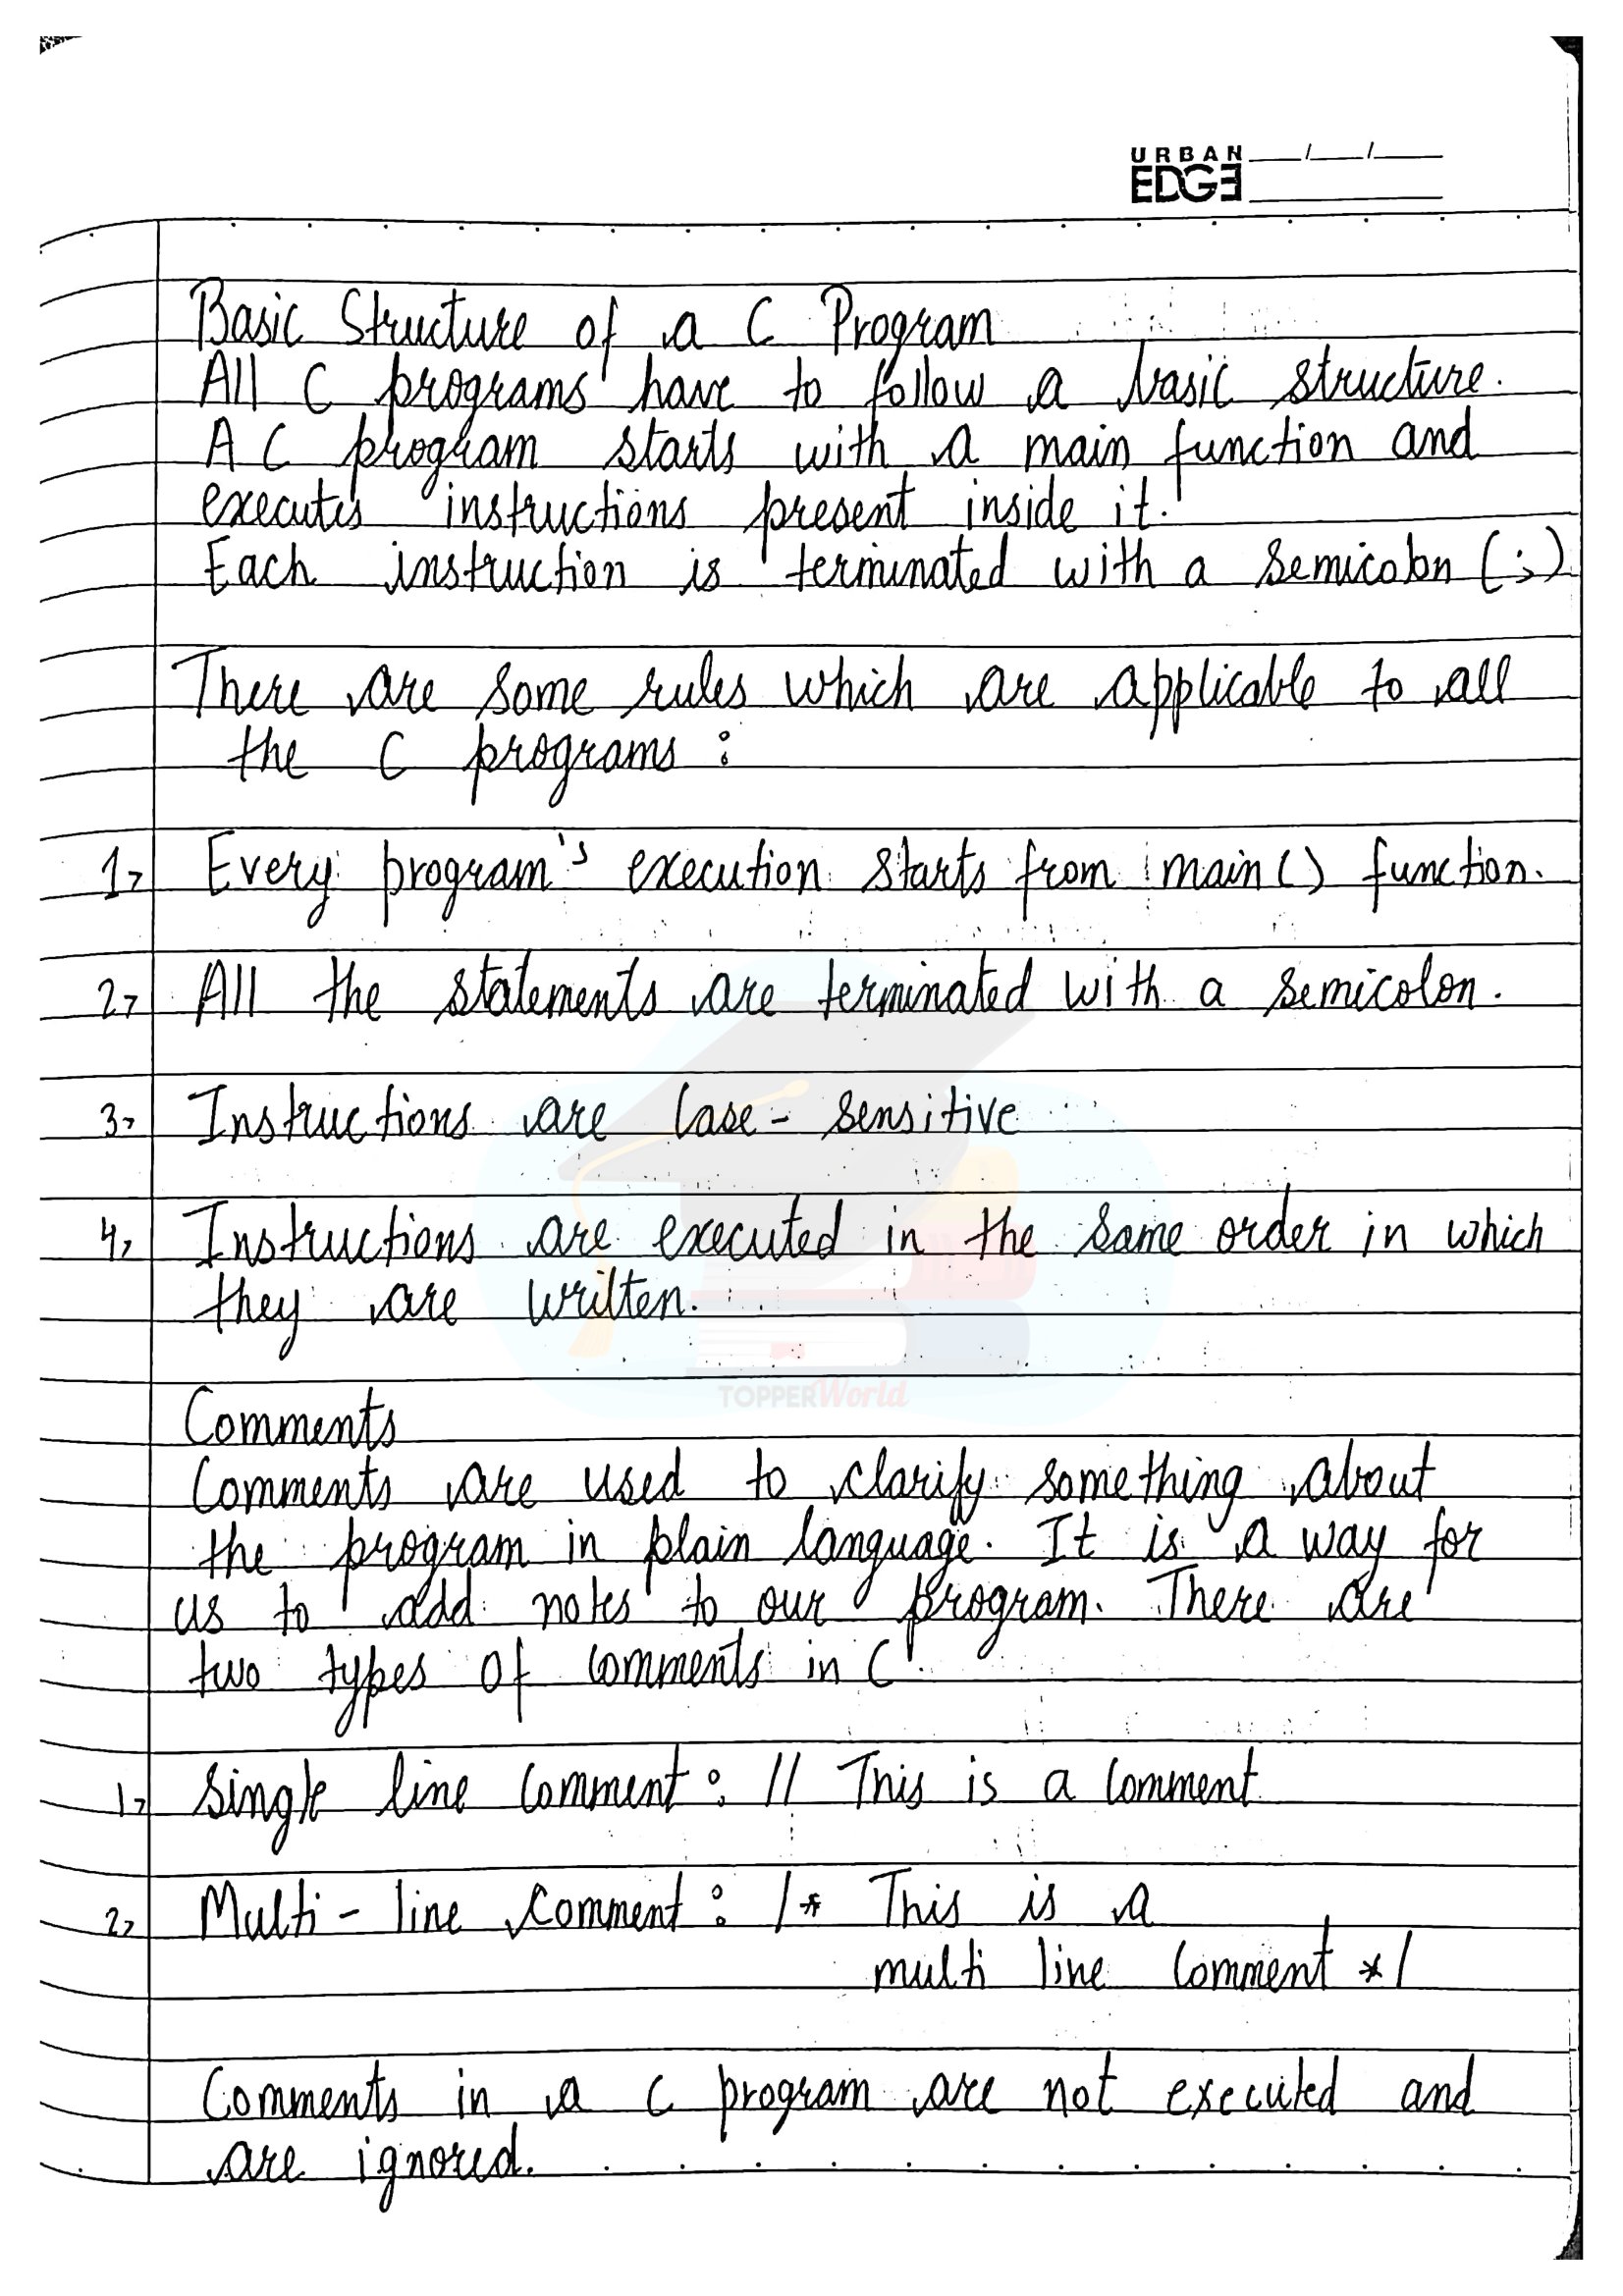 URBAN
EDGE
Basic Structure of a C Program
All C programs have to follow a basic structure.
A C program starts with a main function and
executes instructions present inside it.
Each instruction is terminated with a semicolon (;)
There are some rules which are applicable to all
the C programs :
1> Every program's execution starts from main() function.
2> All the statements are terminated with a semicolon.
3> Instructions are case - sensitive
4> Instructions are executed in the same order in which
they are written.
TOPPERWorld
Comments
Comments are used to clarify something about
the program in plain language. It is a way for
us to add notes to our program. There are
two types of comments in C.
1> Single line comment : // This is a comment
2> Multi - line comment : /* This is a
multi line comment */
Comments in a C program are not executed and
are ignored.